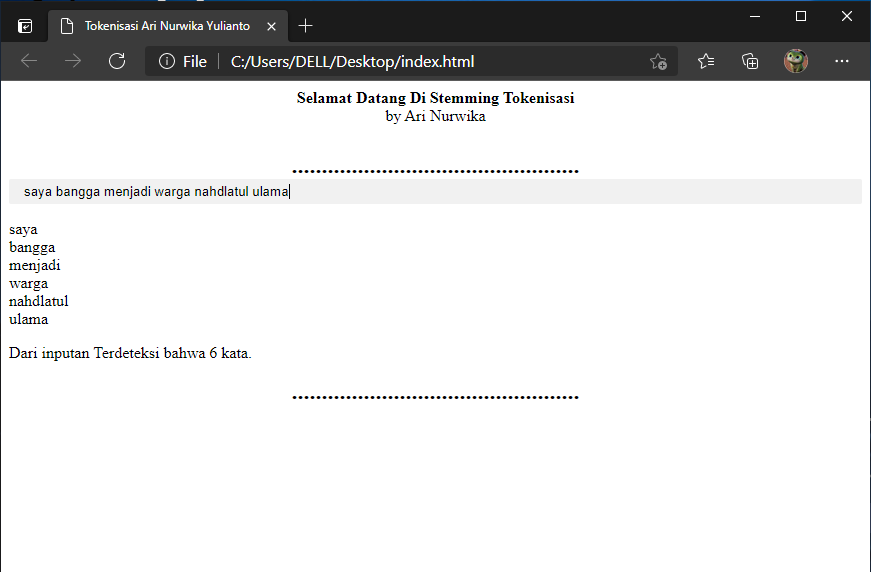 Tokenisasi Ari Nurwika Yulianto
File
C:/Users/DELL/Desktop/index.html
Selamat Datang Di Stemming Tokenisasi
by Ari Nurwika
................................................
saya bangga menjadi warga nahdlatul ulama
saya
bangga
menjadi
warga
nahdlatul
ulama
Dari inputan Terdeteksi bahwa 6 kata.
................................................